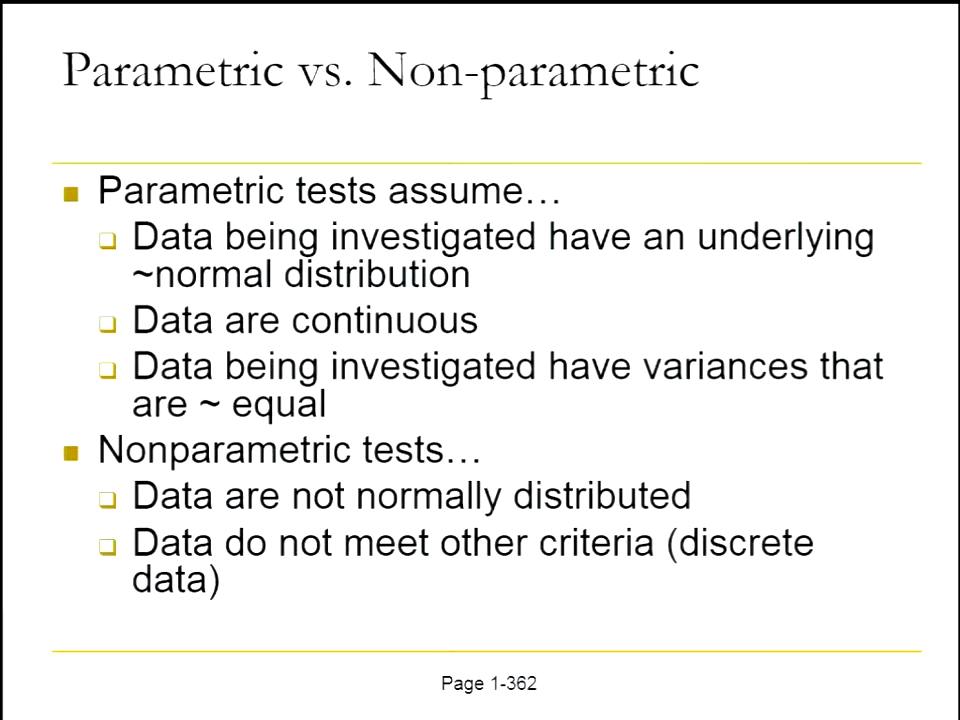 Parametric vs. Non-parametric
Parametric tests assume…
Data being investigated have an underlying
~normal distribution
Data are continuous
Data being investigated have variances that
are ~ equal
Nonparametric tests…
Data are not normally distributed
Data do not meet other criteria (discrete
data)
Page 1-362